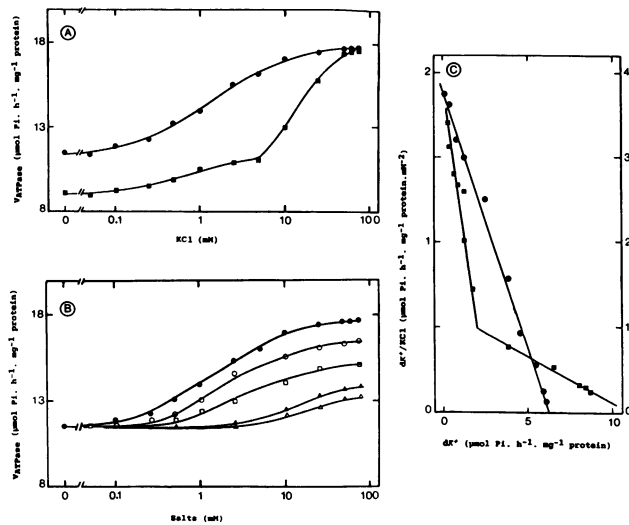 A
18
13
8
VATPase (µmol Pi. h-1. mg-1 protein)
0 0.1 1 10 100
KCl (mM)
B
18
13
8
VATPase (µmol Pi. h-1. mg-1 protein)
0 0.1 1 10 100
Salts (mM)
C
2
1
0
4
3
2
1
0
dK+/KCl (µmol Pi. h-1. mg-1 protein.mM-2)
0 5 10
dK+ (µmol Pi. h-1. mg-1 protein)